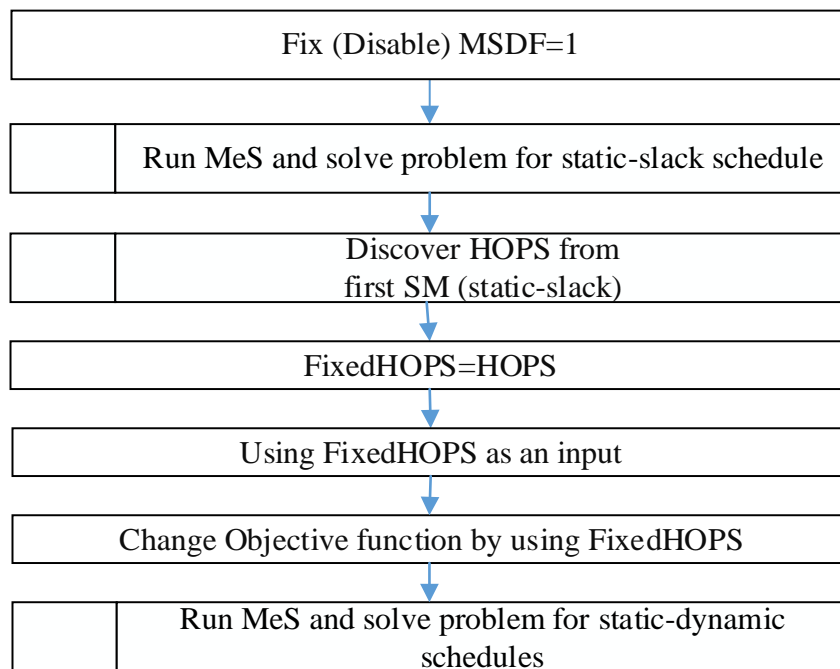 Fix (Disable) MSDF=1
Run MeS and solve problem for static-slack schedule
Discover HOPS from
first SM (static-slack)
FixedHOPS=HOPS
Using FixedHOPS as an input
Change Objective function by using FixedHOPS
Run MeS and solve problem for static-dynamic
schedules